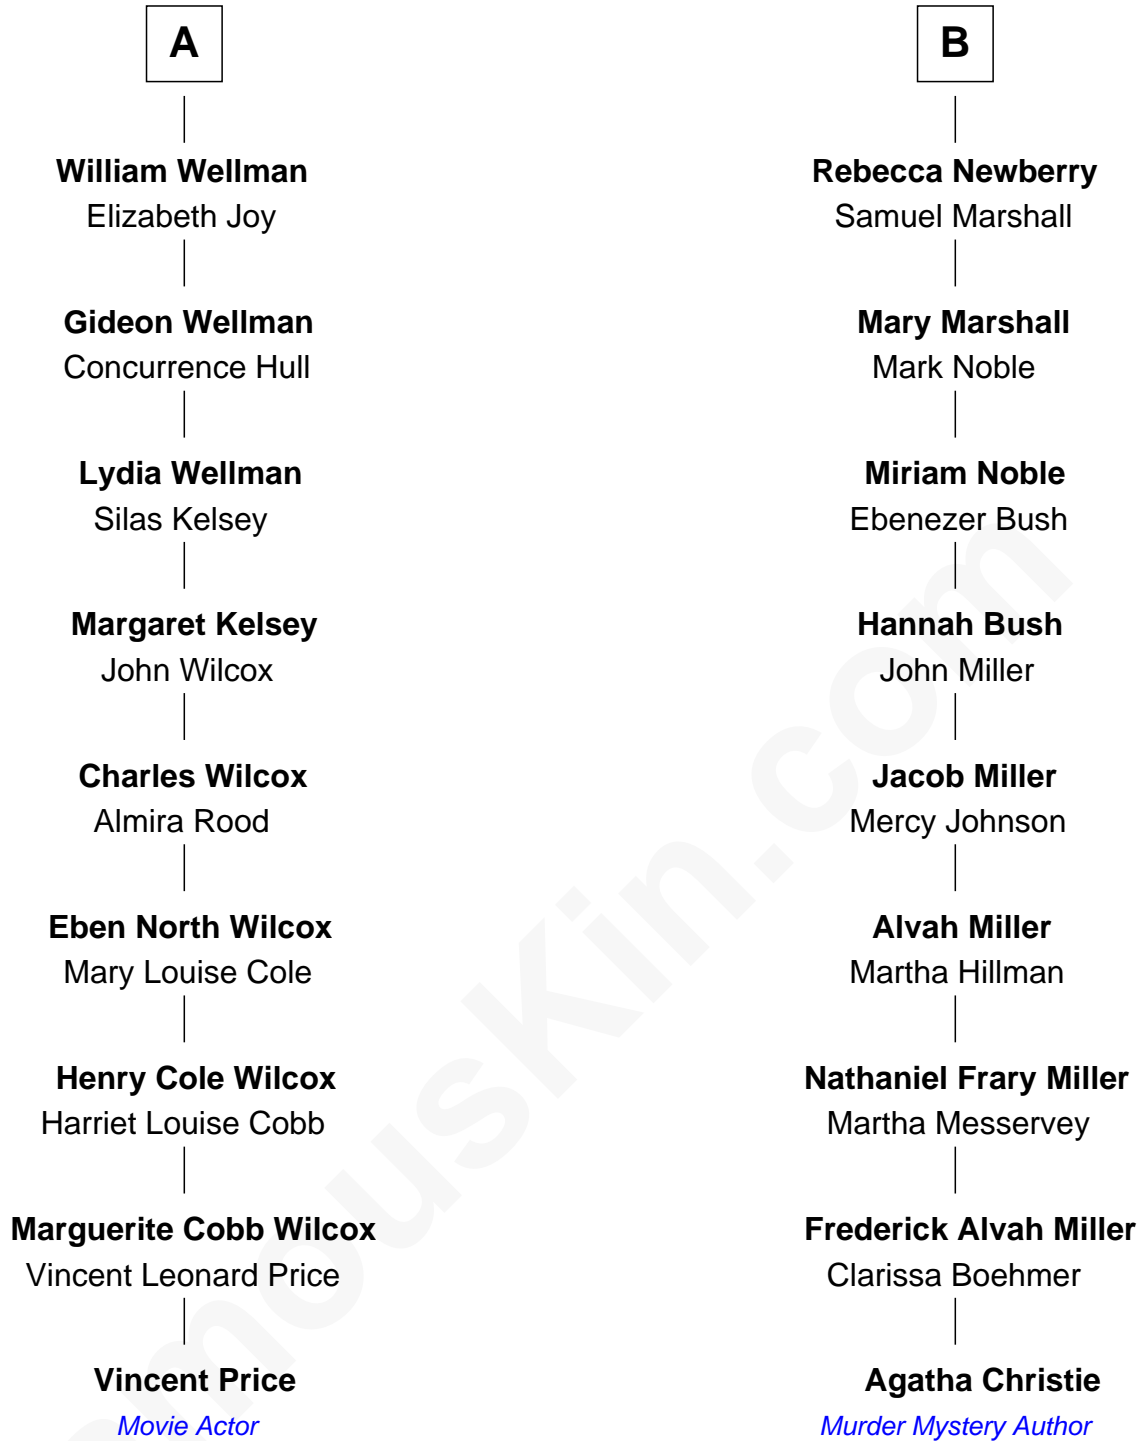 A
William Wellman
Elizabeth Joy
Gideon Wellman
Concurrence Hull
Lydia Wellman
Silas Kelsey
Margaret Kelsey
John Wilcox
Charles Wilcox
Almira Rood
Eben North Wilcox
Mary Louise Cole
Henry Cole Wilcox
Harriet Louise Cobb
Marguerite Cobb Wilcox
Vincent Leonard Price
Vincent Price
Movie Actor
B
Rebecca Newberry
Samuel Marshall
Mary Marshall
Mark Noble
Miriam Noble
Ebenezer Bush
Hannah Bush
John Miller
Jacob Miller
Mercy Johnson
Alvah Miller
Martha Hillman
Nathaniel Frary Miller
Martha Messervey
Frederick Alvah Miller
Clarissa Boehmer
Agatha Christie
Murder Mystery Author
mousKin.com